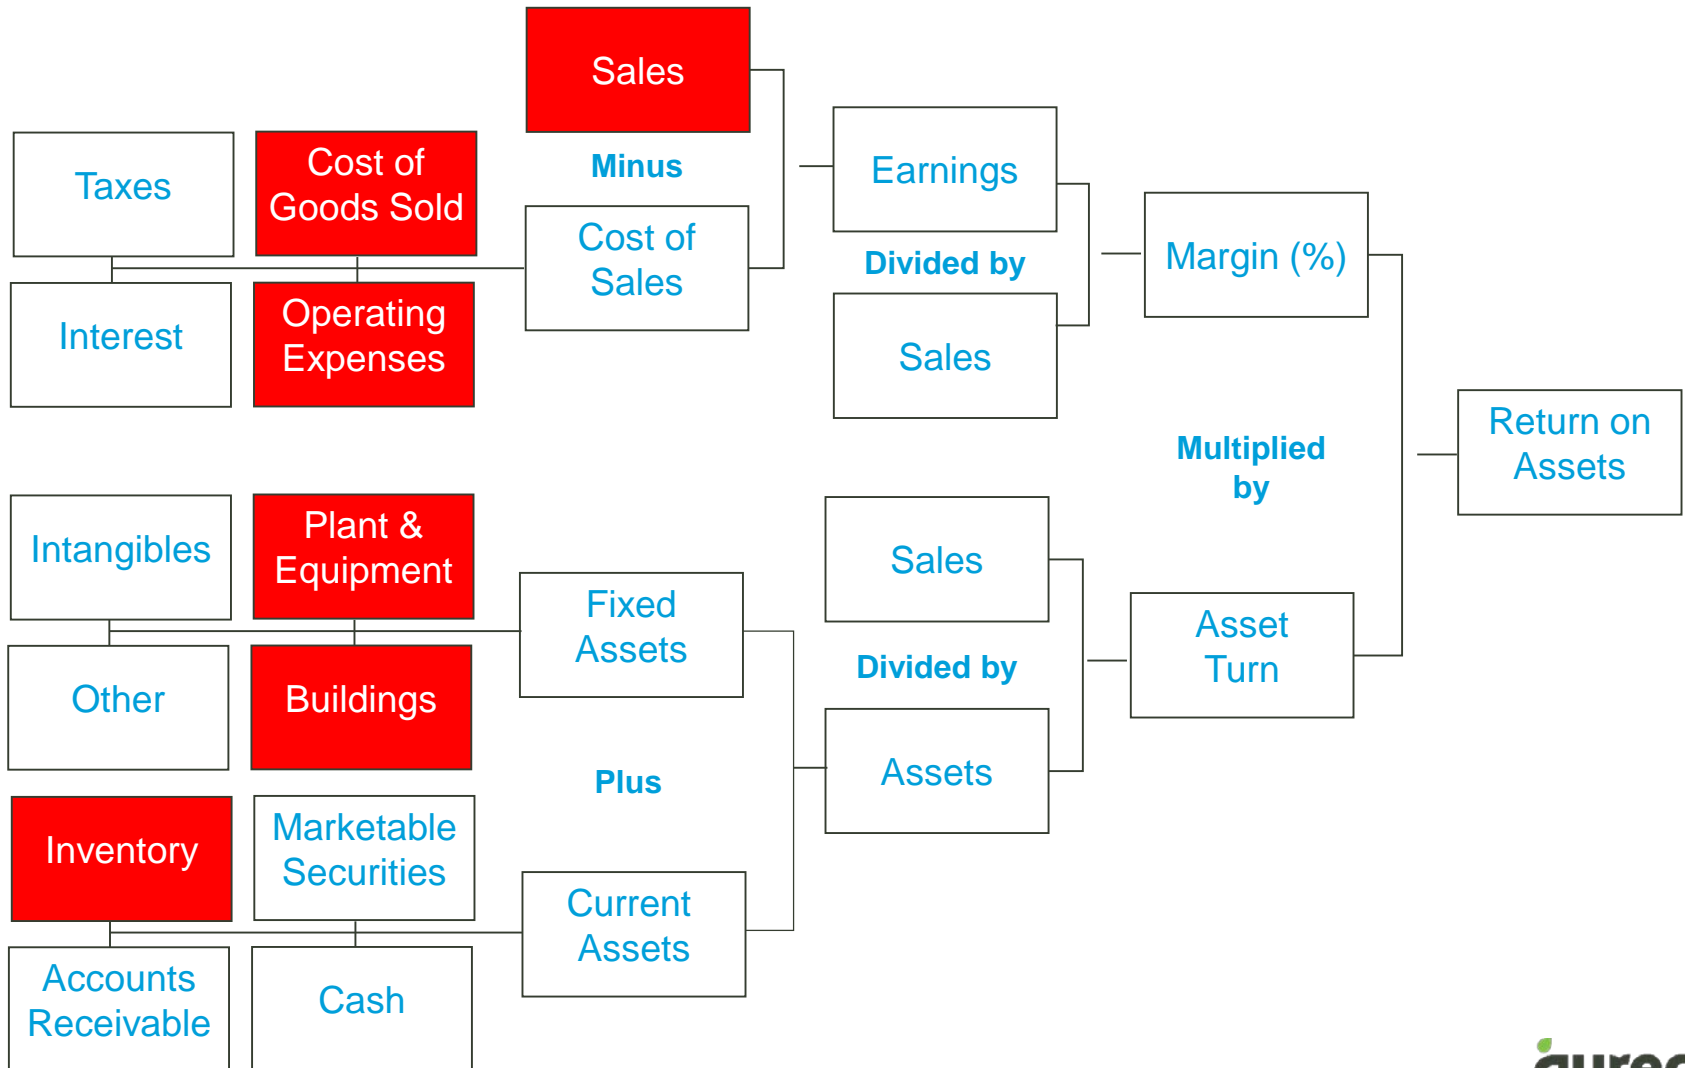 Sales
Minus
Taxes
Cost of
Goods Sold
Cost of
Sales
Interest
Operating
Expenses
Earnings
Divided by
Sales
Margin (%)
Multiplied
by
Return on
Assets
Intangibles
Plant &
Equipment
Fixed
Assets
Other
Buildings
Plus
Inventory
Marketable
Securities
Current
Assets
Accounts
Receivable
Cash
Sales
Divided by
Assets
Asset
Turn